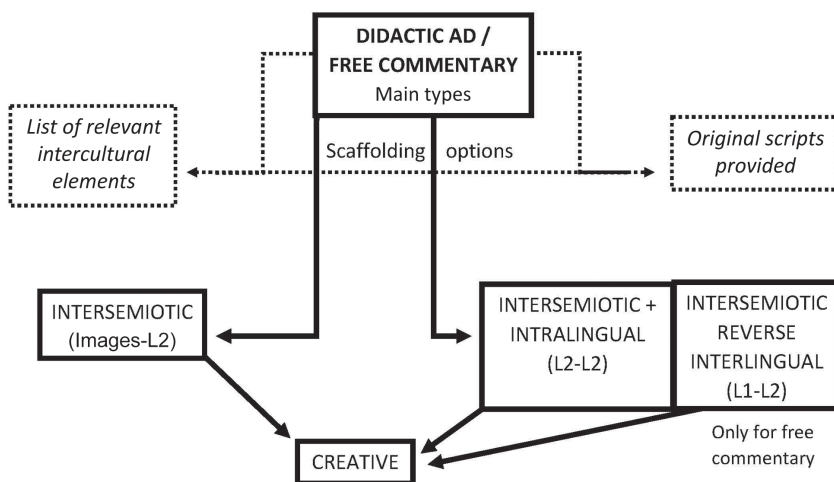 DIDACTIC AD /
FREE COMMENTARY
Main types
List of relevant
intercultural
elements
Scaffolding options
Original scripts
provided
INTERSEMIOTIC
(Images-L2)
INTERSEMIOTIC +
INTRALINGUAL
(L2-L2)
INTERSEMIOTIC
REVERSE
INTERLINGUAL
(L1-L2)
Only for free
commentary
CREATIVE